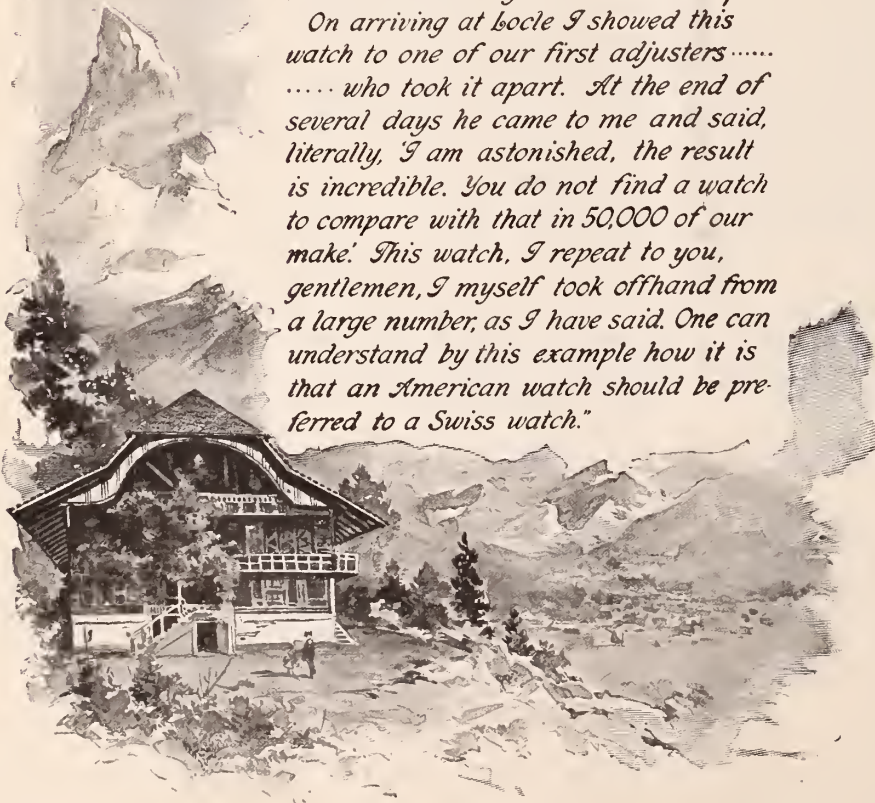 On arriving at Locle I showed this
watch to one of our first adjusters ......
..... who took it apart. At the end of
several days he came to me and said,
literally, 'I am astonished, the result
is incredible. You do not find a watch
to compare with that in 50,000 of our
make.' This watch, I repeat to you,
gentlemen, I myself took offhand from
a large number, as I have said. One can
understand by this example how it is
that an American watch should be pre-
ferred to a Swiss watch."